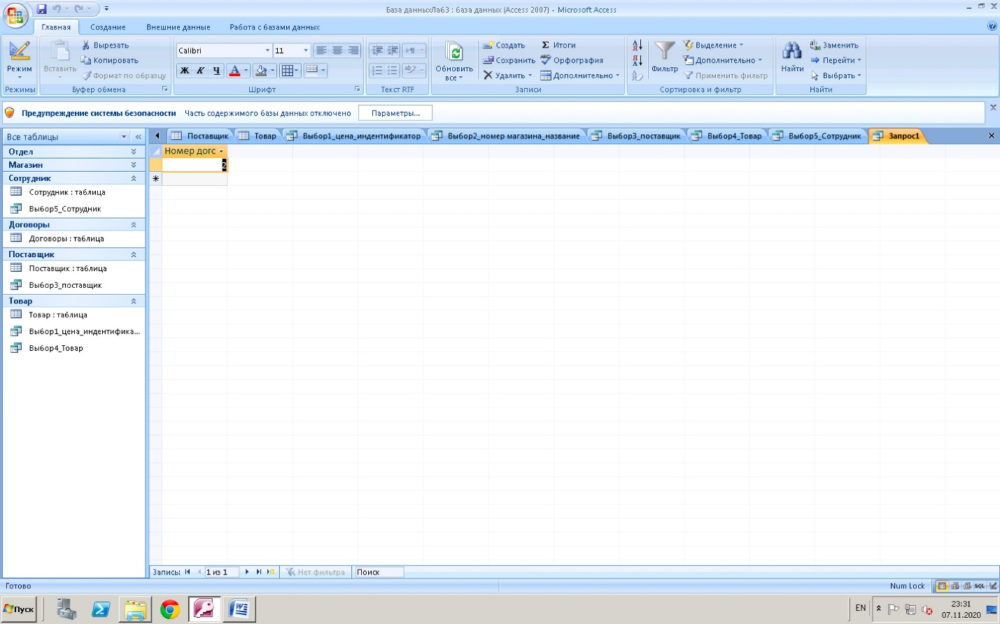 База данныхЛаб3 : база данных (Access 2007) - Microsoft Access
Главная Создание Внешние данные Работа с базами данных
Режим
Режимы
Вставить
Вырезать
Копировать
Формат по образцу
Буфер обмена
Calibri 11
Ж К Ч А
Шрифт
Текст RTF
Обновить
все
Создать
Сохранить
Удалить
Итоги
Орфография
Дополнительно
Записи
Фильтр
Выделение
Дополнительно
Применить фильтр
Сортировка и фильтр
Найти
Заменить
Перейти
Выбрать
Найти
Предупреждение системы безопасности Часть содержимого базы данных отключено Параметры...
Все таблицы
Отдел
Магазин
Сотрудник
Сотрудник : таблица
Выбор5_Сотрудник
Договоры
Договоры : таблица
Поставщик
Поставщик : таблица
Выбор3_поставщик
Товар
Товар : таблица
Выбор1_цена_индентифика...
Выбор4_Товар
Поставщик Товар Выбор1_цена_индентификатор Выбор2_номер магазина_название Выбор3_поставщик Выбор4_Товар Выбор5_Сотрудник Запрос1
Номер догс
2
Запись: 1 из 1 Нет фильтра Поиск
Готово Num Lock SQL
Пуск EN 23:31
07.11.2020